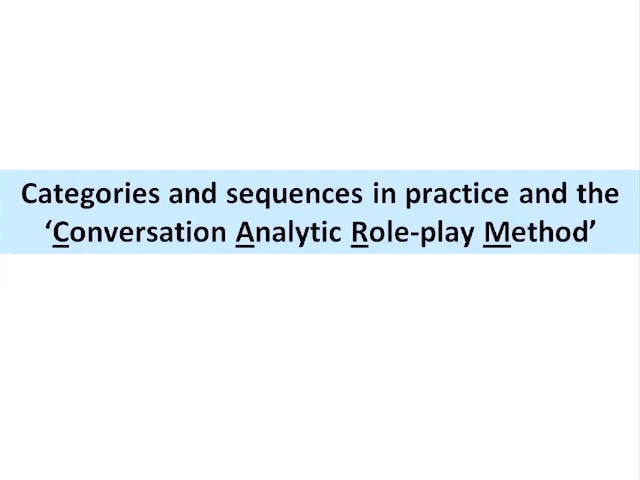 Categories and sequences in practice and the
‘Conversation Analytic Role-play Method’